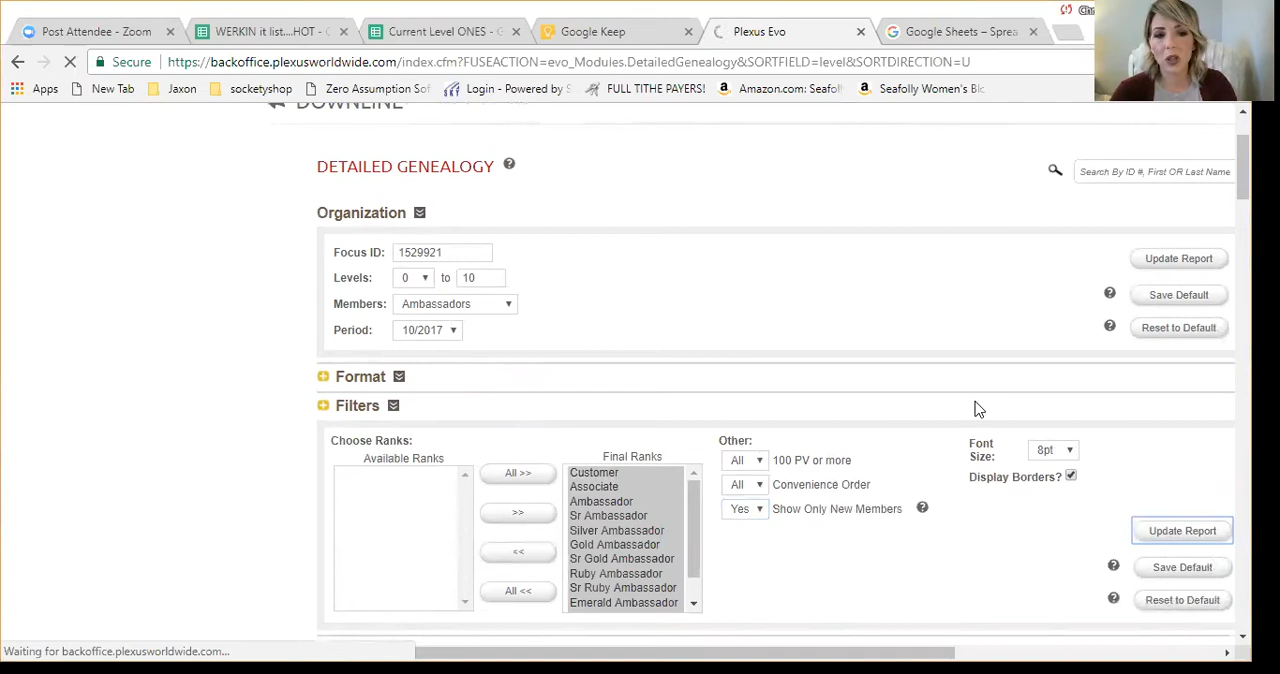 Chr
Post Attendee - Zoom
WERKIN it list....HOT - G
Current Level ONES - G
Google Keep
Plexus Evo
Google Sheets – Sprea
Secure https://backoffice.plexusworldwide.com/index.cfm?FUSEACTION=evo_Modules.DetailedGenealogy&SORTFIELD=level&SORTDIRECTION=U
Apps New Tab Jaxon socketyshop Zero Assumption Sof Login - Powered by S FULL TITHE PAYERS! Amazon.com: Seafoll Seafolly Women's Blo
DOWNLINE
DETAILED GENEALOGY
Search By ID #, First OR Last Name
Organization
Focus ID: 1529921
Update Report
Levels: 0 to 10
Save Default
Members: Ambassadors
Period: 10/2017
Reset to Default
Format
Filters
Choose Ranks:
Available Ranks
All >>
>>
<<
All <<
Final Ranks
Customer
Associate
Ambassador
Sr Ambassador
Silver Ambassador
Gold Ambassador
Sr Gold Ambassador
Ruby Ambassador
Sr Ruby Ambassador
Emerald Ambassador
Other:
All 100 PV or more
All Convenience Order
Yes Show Only New Members
Font Size: 8pt
Display Borders?
Update Report
Save Default
Reset to Default
Waiting for backoffice.plexusworldwide.com...